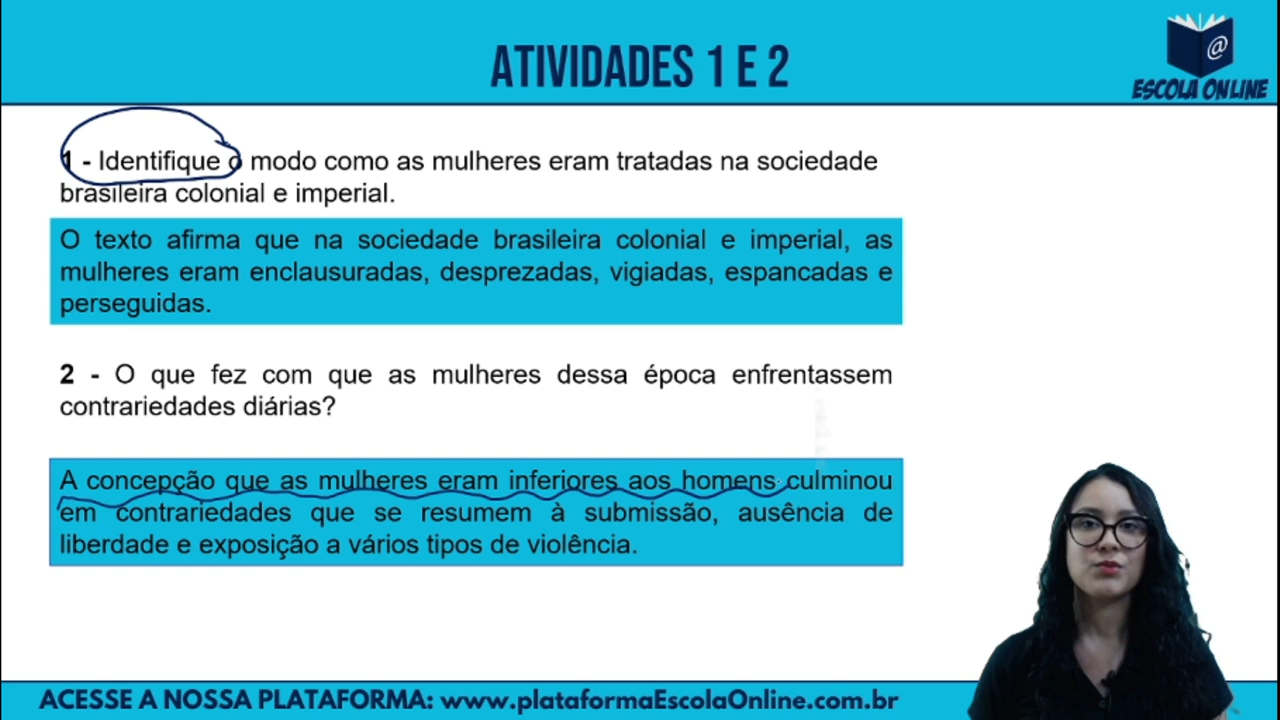 ATIVIDADES 1 E 2
@
ESCOLA ONLINE
1 - Identifique o modo como as mulheres eram tratadas na sociedade
brasileira colonial e imperial.
O texto afirma que na sociedade brasileira colonial e imperial, as
mulheres eram enclausuradas, desprezadas, vigiadas, espancadas e
perseguidas.
2 - O que fez com que as mulheres dessa época enfrentassem
contrariedades diárias?
A concepção que as mulheres eram inferiores aos homens culminou
em contrariedades que se resumem à submissão, ausência de
liberdade e exposição a vários tipos de violência.
ACESSE A NOSSA PLATAFORMA: www.plataformaEscolaOnline.com.br